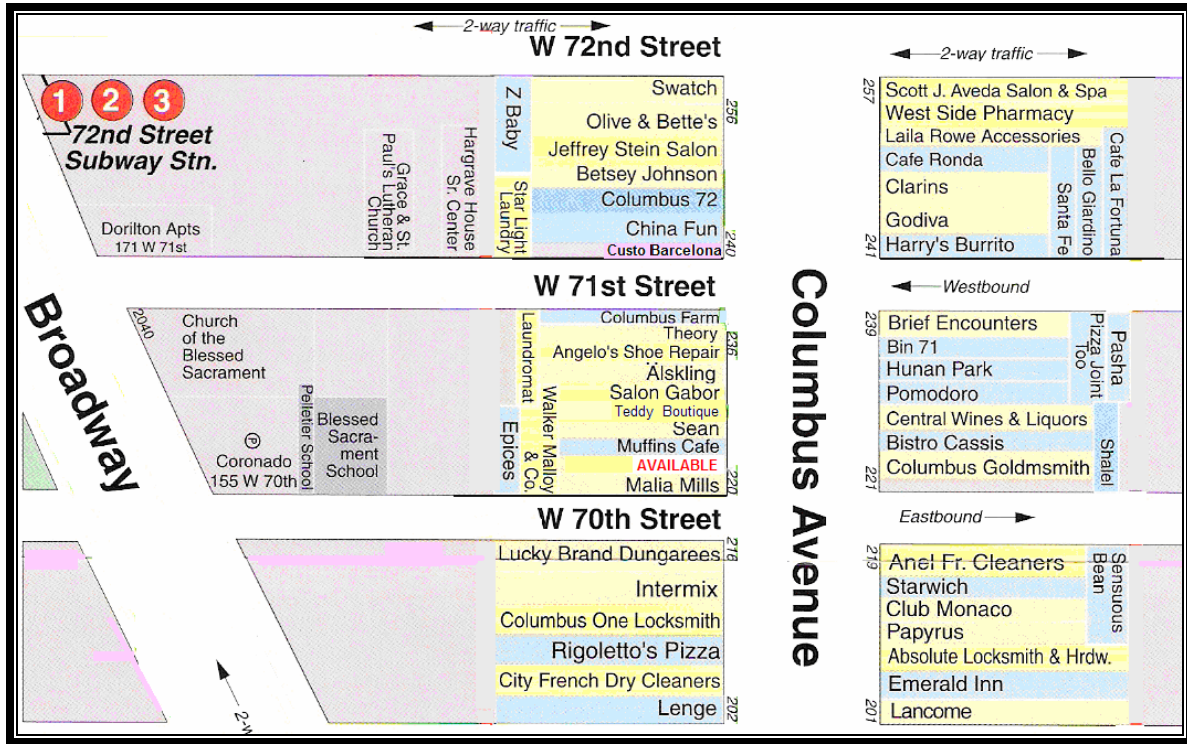 2-way traffic
W 72nd Street
2-way traffic
1 2 3
72nd Street
Subway Stn.
Dorilton Apts
171 W 71st
Grace & St.
Paul's Lutheran
Church
Hargrave House
Sr. Center
Z Baby
Star Light
Laundry
Swatch
Olive & Bette's
Jeffrey Stein Salon
Betsey Johnson
Columbus 72
China Fun
Custo Barcelona
256
240
257
241
Scott J. Aveda Salon & Spa
West Side Pharmacy
Laila Rowe Accessories
Cafe Ronda
Clarins
Godiva
Harry's Burrito
Santa Fe
Bello Giardino
Cafe La Fortuna
W 71st Street
Westbound
Broadway
Columbus Avenue
2040
Church
of the
Blessed
Sacrament
Pelletier School
Blessed
Sacra-
ment
School
P
Coronado
155 W 70th
Laundromat
Epices
Walker Malloy
& Co.
Columbus Farm
Theory
Angelo's Shoe Repair
Älskling
Salon Gabor
Teddy Boutique
Sean
Muffins Cafe
AVAILABLE
Malia Mills
236
220
239
221
Brief Encounters
Bin 71
Hunan Park
Pomodoro
Central Wines & Liquors
Bistro Cassis
Columbus Goldmsmith
Pizza Joint
Too
Pasha
Shalel
W 70th Street
Eastbound
Lucky Brand Dungarees
Intermix
Columbus One Locksmith
Rigoletto's Pizza
City French Dry Cleaners
Lenge
216
202
219
201
Anel Fr. Cleaners
Starwich
Club Monaco
Papyrus
Absolute Locksmith & Hrdw.
Emerald Inn
Lancome
Sensuous
Bean
2-w